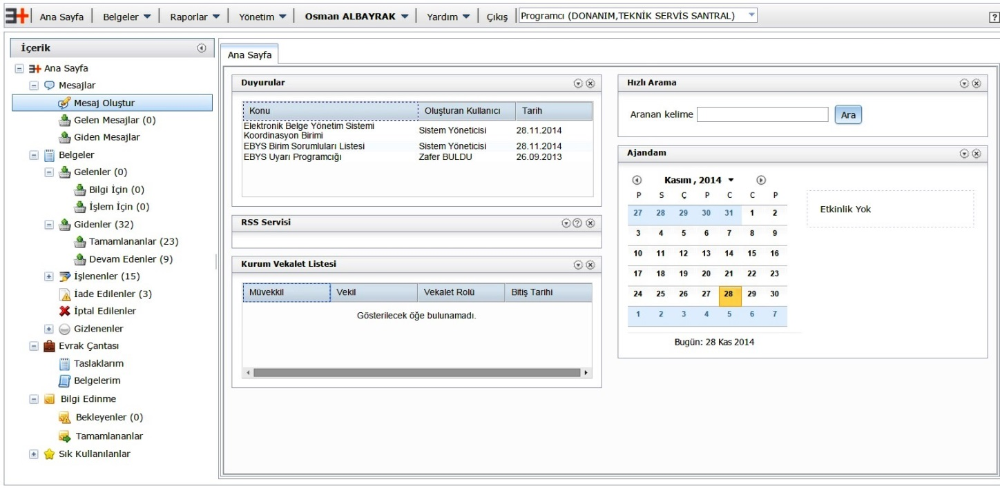 Ana Sayfa Belgeler Raporlar Yönetim Osman ALBAYRAK Yardım Çıkış Programcı (DONANIM,TEKNİK SERVİS SANTRAL) ?
İçerik
Ana Sayfa
Mesajlar
Mesaj Oluştur
Gelen Mesajlar (0)
Giden Mesajlar
Belgeler
Gelenler (0)
Bilgi İçin (0)
İşlem İçin (0)
Gidenler (32)
Tamamlananlar (23)
Devam Edenler (9)
İşlenenler (15)
İade Edilenler (3)
İptal Edilenler
Gizlenenler
Evrak Çantası
Taslaklarım
Belgelerim
Bilgi Edinme
Bekleyenler (0)
Tamamlananlar
Sık Kullanılanlar
Ana Sayfa
Duyurular
Konu Oluşturan Kullanıcı Tarih
Elektronik Belge Yönetim Sistemi
Koordinasyon Birimi Sistem Yöneticisi 28.11.2014
EBYS Birim Sorumluları Listesi Sistem Yöneticisi 28.11.2014
EBYS Uyarı Programcığı Zafer BULDU 26.09.2013
RSS Servisi
Kurum Vekalet Listesi
Müvekkil Vekil Vekalet Rolü Bitiş Tarihi
Gösterilecek öğe bulunamadı.
Hızlı Arama
Aranan kelime Ara
Ajandam
Kasım , 2014
P S Ç P C C P
27 28 29 30 31 1 2
3 4 5 6 7 8 9
10 11 12 13 14 15 16
17 18 19 20 21 22 23
24 25 26 27 28 29 30
1 2 3 4 5 6 7
Bugün: 28 Kas 2014
Etkinlik Yok